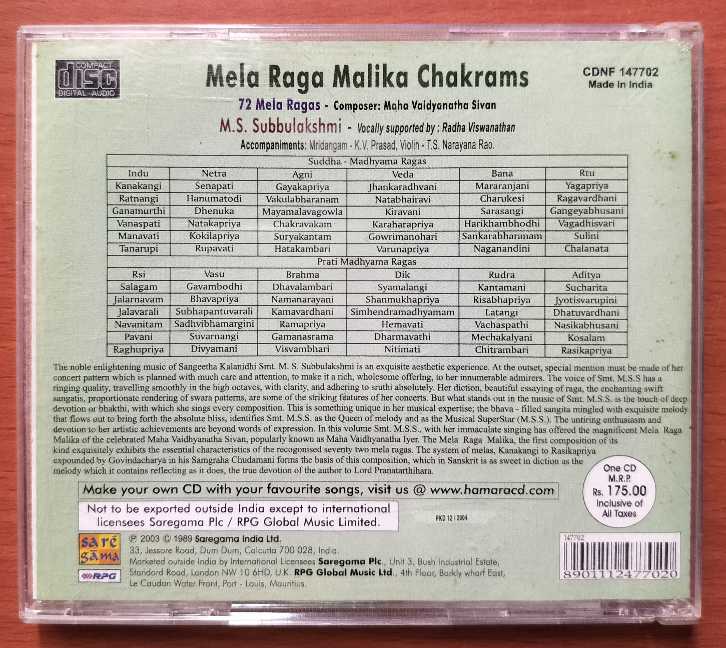 COMPACT
disc
DIGITAL AUDIO
Mela Raga Malika Chakrams
CDNF 147702
Made in India
72 Mela Ragas - Composer: Maha Vaidyanatha Sivan
M.S. Subbulakshmi - Vocally supported by : Radha Viswanathan
Accompaniments: Mridangam - K.V. Prasad, Violin - T.S. Narayana Rao.
Suddha - Madhyama Ragas
Indu Netra Agni Veda Bana Rtu
Kanakangi Senapati Gayakapriya Jhankaradhvani Mararanjani Yagapriya
Ratnangi Hanumatodi Vakulabharanam Natabhairavi Charukesi Ragavardhani
Ganamurthi Dhenuka Mayamalavagowla Kiravani Sarasangi Gangeyabhusani
Vanaspati Natakapriya Chakravakam Karaharapriya Harikhambhodhi Vagadhisvari
Manavati Kokilapriya Suryakantam Gowrimanohari Sankarabharanam Sulini
Tanarupi Rupavati Hatakambari Varunapriya Naganandini Chalanata
Prati Madhyama Ragas
Rsi Vasu Brahma Dik Rudra Aditya
Salagam Gavambodhi Dhavalambari Syamalangi Kantamani Sucharita
Jalarnavam Bhavapriya Namanarayani Shanmukhapriya Risabhapriya Jyotisvarupini
Jalavarali Subhapantuvarali Kamavardhani Simhendramadhyamam Latangi Dhatuvardhani
Navanitam Sadhvibhamargini Ramapriya Hemavati Vachaspathi Nasikabhusani
Pavani Suvarnangi Gamanasrama Dharmavathi Mechakalyani Kosalam
Raghupriya Divyamani Visvambhari Nitimati Chitrambari Rasikapriya
The noble enlightening music of Sangeetha Kalanidhi Smt. M. S. Subbulakshmi is an exquisite aesthetic experience. At the outset, special mention must be made of her
concert pattern which is planned with much care and attention, to make it a rich, wholesome offering, to her innumerable admirers. The voice of Smt. M.S.S has a
ringing quality, travelling smoothly in the high octaves, with clarity, and adhering to sruthi absolutely. Her diction, beautiful essaying of raga, the enchanting swift
sangatis, proportionate rendering of swara patterns, are some of the striking features of her concerts. But what stands out in the music of Smt. M.S.S. is the touch of deep
devotion or bhakthi, with which she sings every composition. This is something unique in her musical expertise; the bhava - filled sangita mingled with exquisite melody
that flows out to bring forth the absolute bliss, identifies Smt. M.S.S. as the Queen of melody and as the Musical SuperStar (M.S.S.). The untiring enthusiasm and
devotion to her artistic achievements are beyond words of expression. In this volume Smt. M.S.S., with her immaculate singing has offered the magnificent Mela Raga
Malika of the celebrated Maha Vaidhyanatha Sivan, popularly known as Maha Vaidhyanatha Iyer. The Mela Raga Malika, the first composition of its
kind exquisitely exhibits the essential characteristics of the recognised seventy two mela ragas. The system of melas, Kanakangi to Rasikapriya
expounded by Govindacharya in his Samgraha Chudamani forms the basis of this composition, which in Sanskrit is as sweet in diction as the
melody which it contains reflecting as it does, the true devotion of the author to Lord Pranatarthihara.
One CD
M.R.P.
Rs. 175.00
Inclusive of
All Taxes
Make your own CD with your favourite songs, visit us @ www.hamaracd.com
Not to be exported outside India except to international
licensees Saregama Plc / RPG Global Music Limited.
PKD 12 / 2004
saRe
gama
RPG
℗ 2003 © 1989 Saregama India Ltd.
33, Jessore Road, Dum Dum, Calcutta 700 028, India.
Marketed outside India by International Licensees Saregama Plc., Unit 3, Bush Industrial Estate,
Standard Road, London NW 10 6HD, U.K. RPG Global Music Ltd., 4th Floor, Barkly wharf East,
Le Caudan Water Front, Port - Louis, Mauritius.
147702
8901112477020